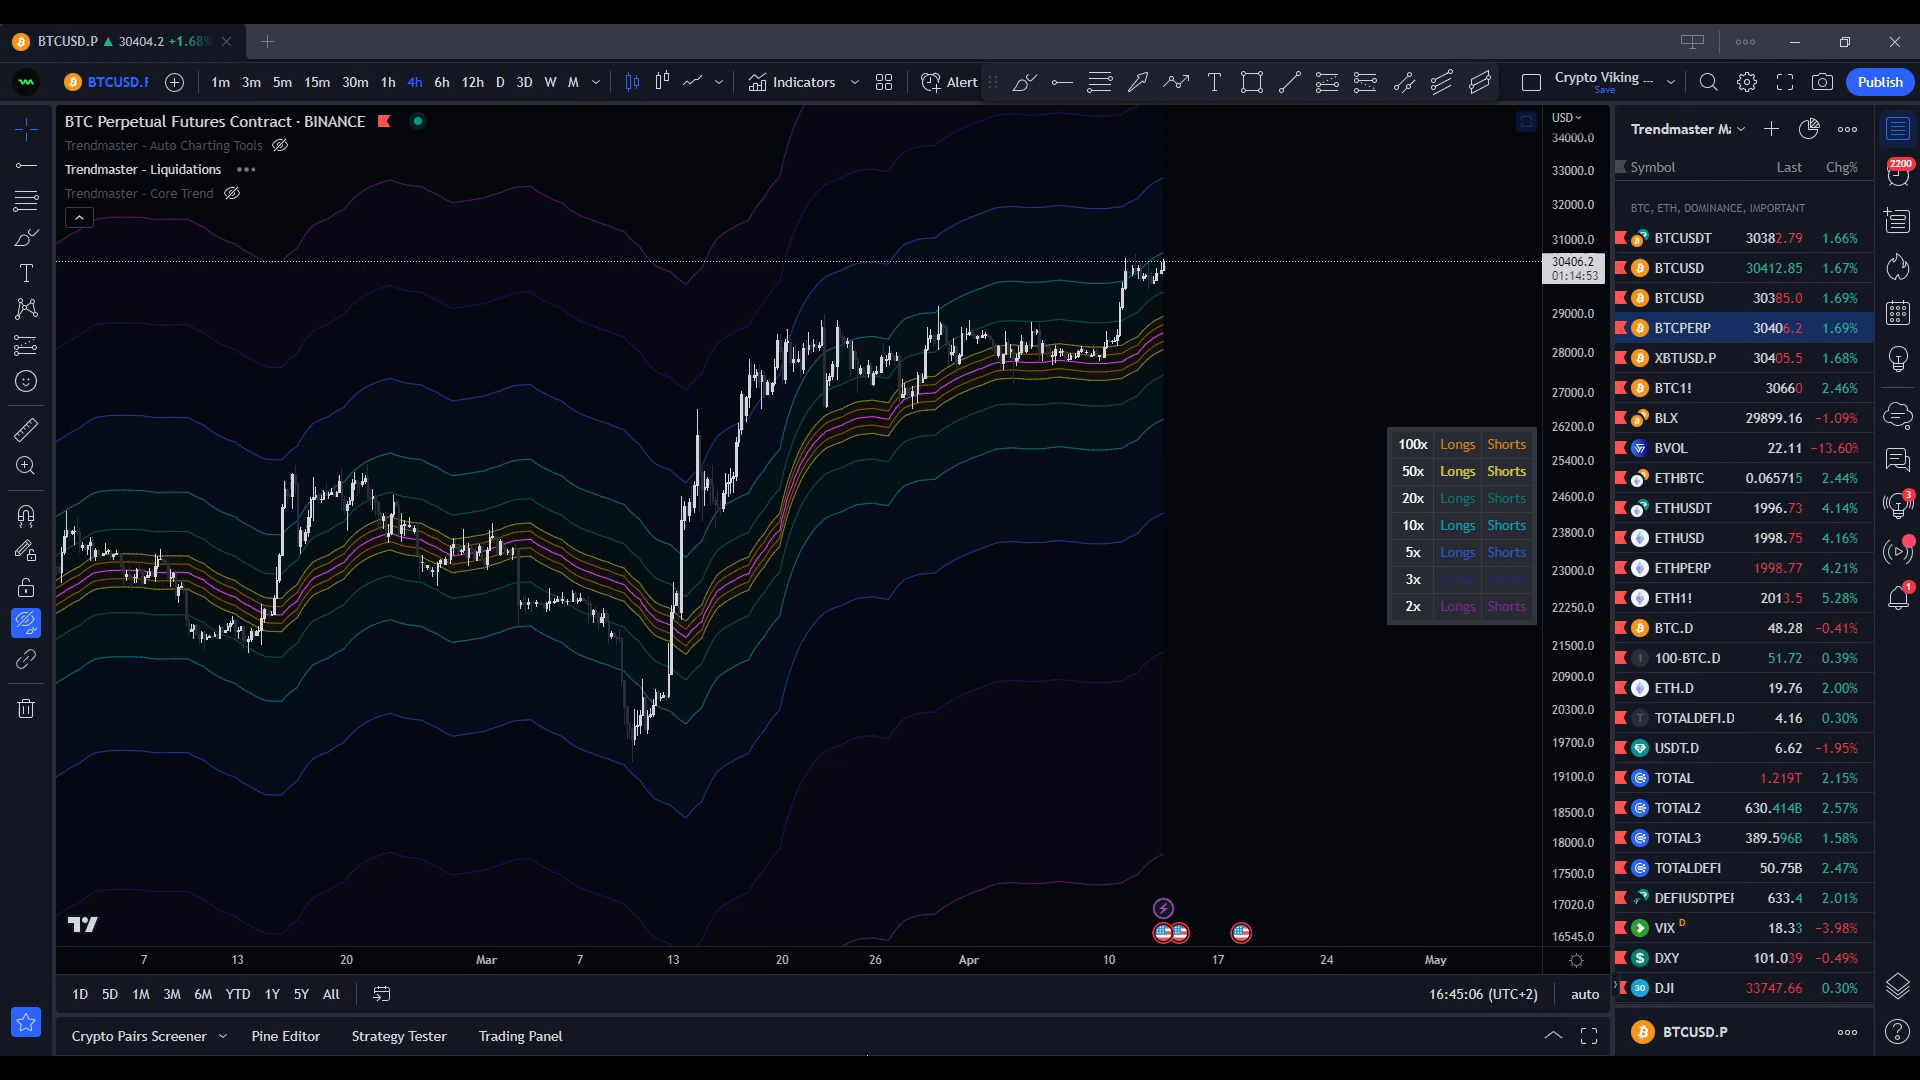 BTCUSD.P ▲ 30404.2 +1.68%
BTCUSD.P 1m 3m 5m 15m 30m 1h 4h 6h 12h D 3D W M Indicators Alert Crypto Viking ... Save Publish
BTC Perpetual Futures Contract · BINANCE
Trendmaster - Auto Charting Tools
Trendmaster - Liquidations
Trendmaster - Core Trend
USD
34000.0
33000.0
32000.0
31000.0
30406.2
01:14:53
29000.0
28000.0
27000.0
26200.0
25400.0
24600.0
23800.0
23000.0
22250.0
21500.0
20900.0
20300.0
19700.0
19100.0
18500.0
18000.0
17500.0
17020.0
16545.0
100x Longs Shorts
50x Longs Shorts
20x Longs Shorts
10x Longs Shorts
5x Longs Shorts
3x Longs Shorts
2x Longs Shorts
7 13 20 Mar 7 13 20 26 Apr 10 17 24 May
1D 5D 1M 3M 6M YTD 1Y 5Y All 16:45:06 (UTC+2) auto
Crypto Pairs Screener Pine Editor Strategy Tester Trading Panel
Trendmaster Ma
Symbol Last Chg%
BTC, ETH, DOMINANCE, IMPORTANT
BTCUSDT 30382.79 1.66%
BTCUSD 30412.85 1.67%
BTCUSD 30385.0 1.69%
BTCPERP 30406.2 1.69%
XBTUSD.P 30405.5 1.68%
BTC1! 30660 2.46%
BLX 29899.16 −1.09%
BVOL 22.11 −13.60%
ETHBTC 0.065715 2.44%
ETHUSDT 1996.73 4.14%
ETHUSD 1998.75 4.16%
ETHPERP 1998.77 4.21%
ETH1! 2013.5 5.28%
BTC.D 48.28 −0.41%
100-BTC.D 51.72 0.39%
ETH.D 19.76 2.00%
TOTALDEFI.D 4.16 0.30%
USDT.D 6.62 −1.95%
TOTAL 1.219T 2.15%
TOTAL2 630.414B 2.57%
TOTAL3 389.596B 1.58%
TOTALDEFI 50.75B 2.47%
DEFIUSDTPEI 633.4 2.01%
VIX D 18.33 −3.98%
DXY 101.039 −0.49%
30 DJI 33747.66 0.30%
BTCUSD.P
2200
3
1